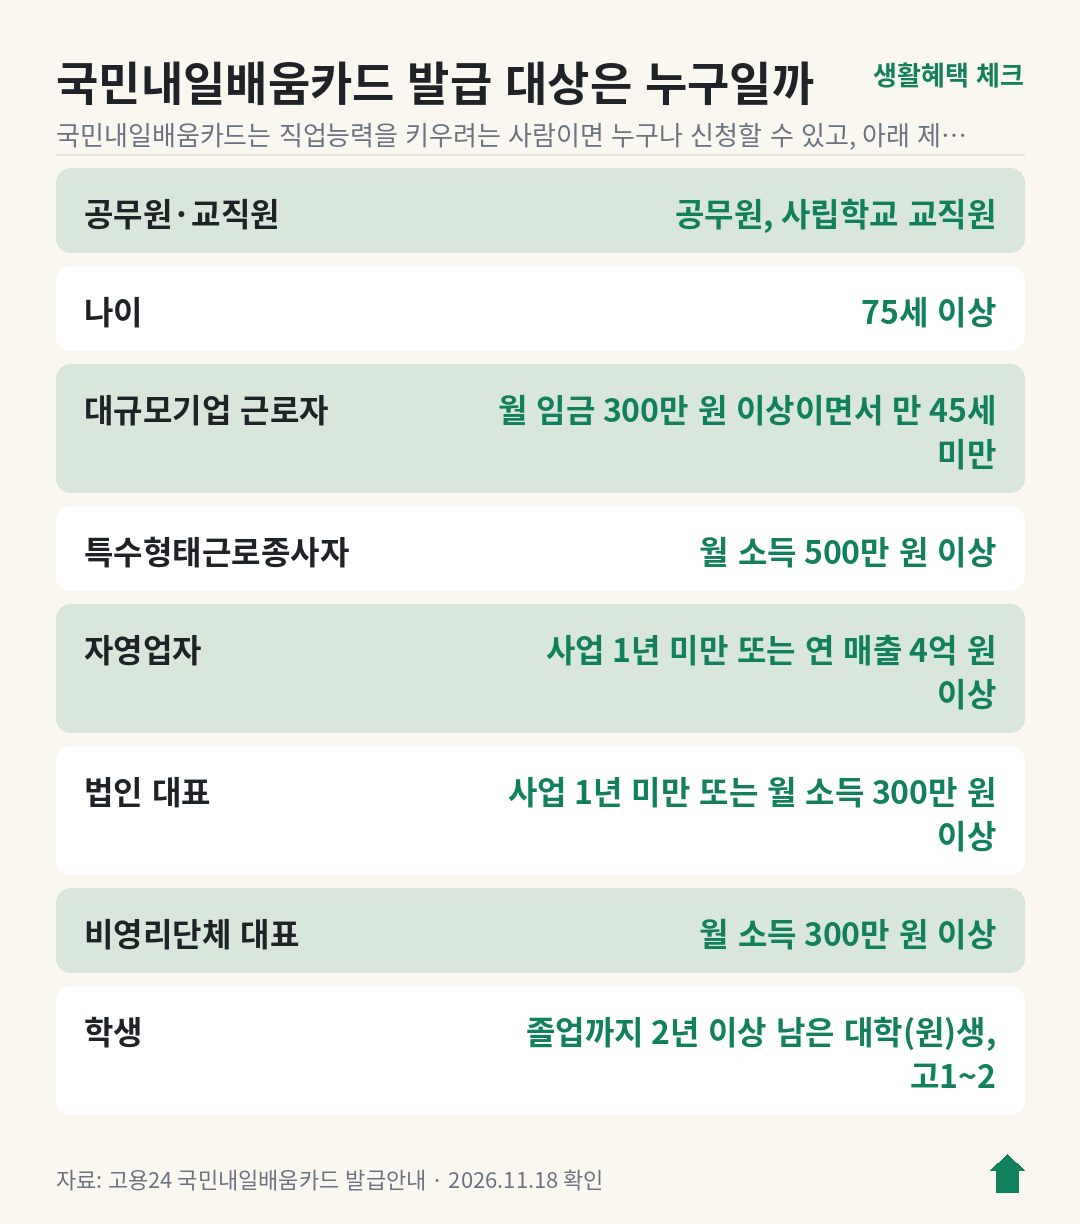 국민내일배움카드 발급 대상은 누구일까
생활혜택 체크
국민내일배움카드는 직업능력을 키우려는 사람이면 누구나 신청할 수 있고, 아래 제…
공무원·교직원
공무원, 사립학교 교직원
나이
75세 이상
대규모기업 근로자
월 임금 300만 원 이상이면서 만 45세
미만
특수형태근로종사자
월 소득 500만 원 이상
자영업자
사업 1년 미만 또는 연 매출 4억 원
이상
법인 대표
사업 1년 미만 또는 월 소득 300만 원
이상
비영리단체 대표
월 소득 300만 원 이상
학생
졸업까지 2년 이상 남은 대학(원)생,
고1~2
자료: 고용24 국민내일배움카드 발급안내 · 2026.11.18 확인